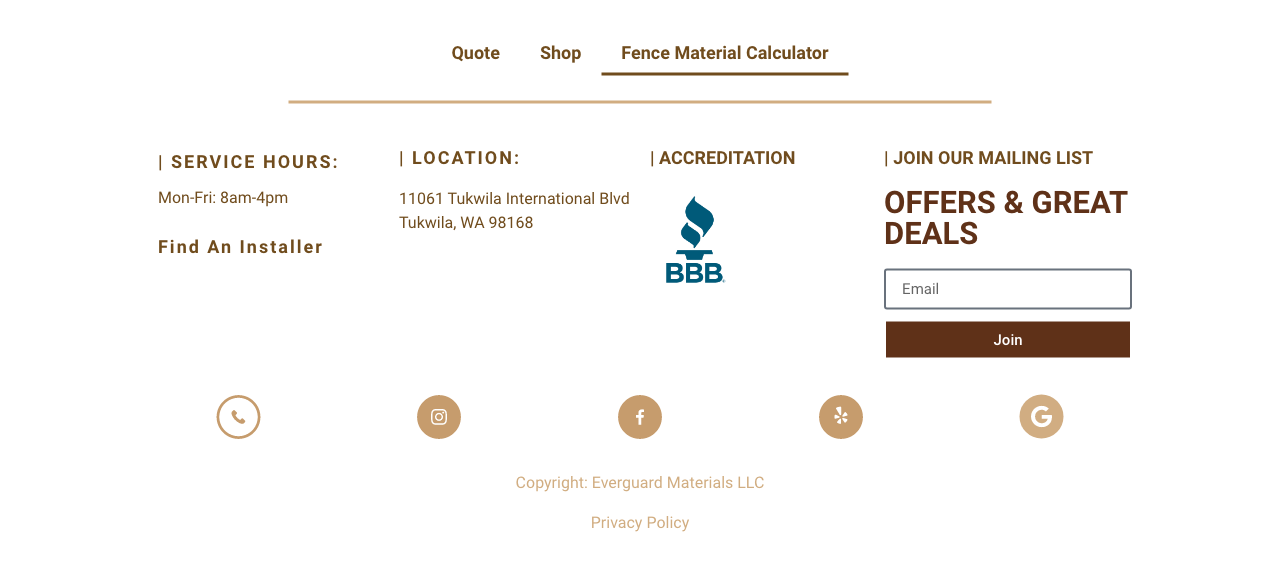 Quote Shop Fence Material Calculator
| SERVICE HOURS:
Mon-Fri: 8am-4pm
Find An Installer
| LOCATION:
11061 Tukwila International Blvd
Tukwila, WA 98168
| ACCREDITATION
BBB
| JOIN OUR MAILING LIST
OFFERS & GREAT
DEALS
Email
Join
Copyright: Everguard Materials LLC
Privacy Policy